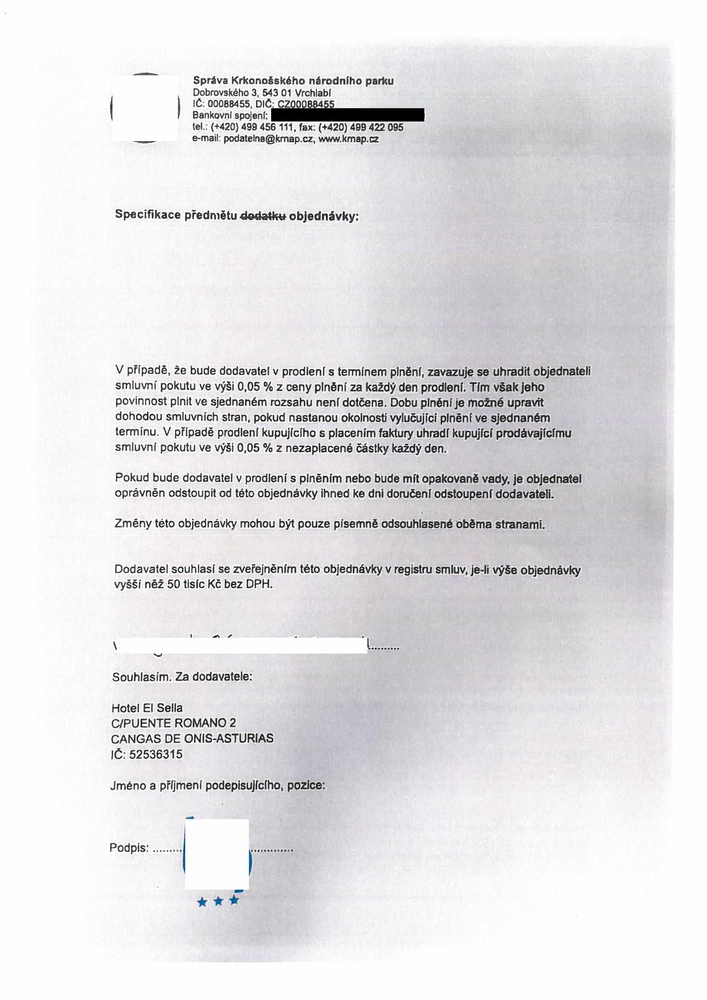 Správa Krkonošského národního parku
Dobrovského 3, 543 01 Vrchlabí
IČ: 00088455, DIČ: CZ00088455
Bankovní spojení:
tel.: (+420) 499 456 111, fax: (+420) 499 422 095
e-mail: podatelna@krnap.cz, www.krnap.cz
Specifikace předmětu dodatku objednávky:
V případě, že bude dodavatel v prodlení s termínem plnění, zavazuje se uhradit objednateli
smluvní pokutu ve výši 0,05 % z ceny plnění za každý den prodlení. Tím však jeho
povinnost plnit ve sjednaném rozsahu není dotčena. Dobu plnění je možné upravit
dohodou smluvních stran, pokud nastanou okolnosti vylučující plnění ve sjednaném
termínu. V případě prodlení kupujícího s placením faktury uhradí kupující prodávajícímu
smluvní pokutu ve výši 0,05 % z nezaplacené částky každý den.
Pokud bude dodavatel v prodlení s plněním nebo bude mít opakovaně vady, je objednatel
oprávněn odstoupit od této objednávky ihned ke dni doručení odstoupení dodavateli.
Změny této objednávky mohou být pouze písemně odsouhlasené oběma stranami.
Dodavatel souhlasí se zveřejněním této objednávky v registru smluv, je-li výše objednávky
vyšší něž 50 tisíc Kč bez DPH.
Souhlasím. Za dodavatele:
Hotel El Sella
C/PUENTE ROMANO 2
CANGAS DE ONIS-ASTURIAS
IČ: 52536315
Jméno a příjmení podepisujícího, pozice:
Podpis: .......................